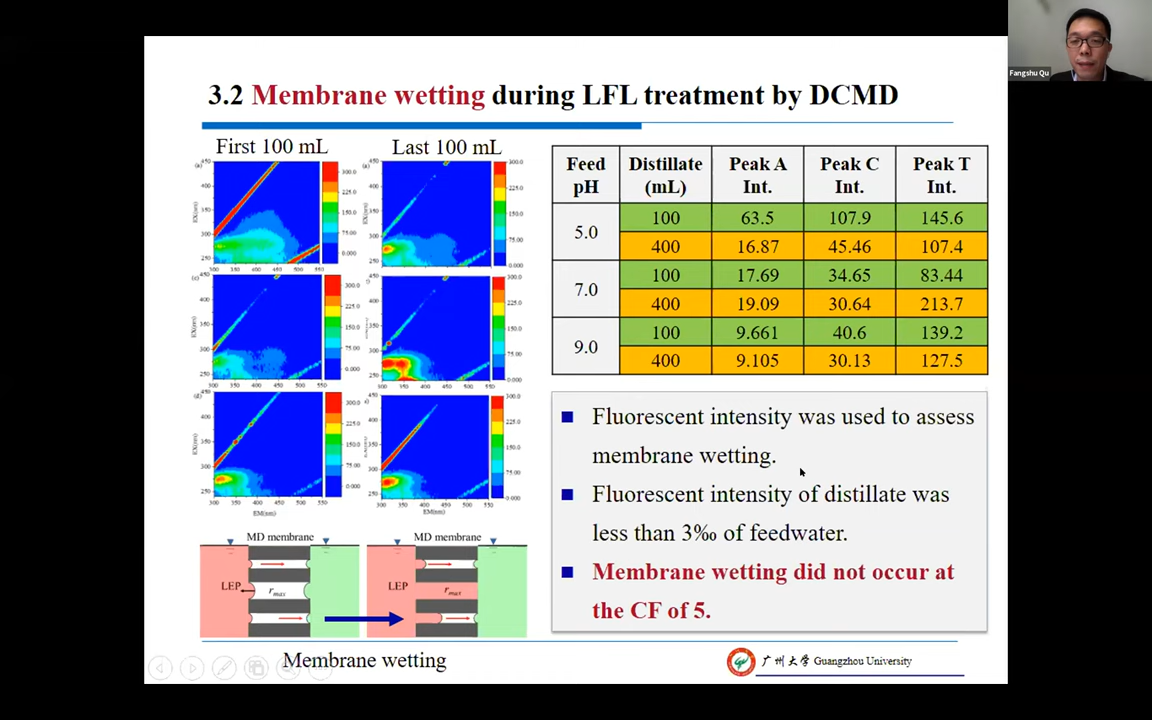 Fangshu Qu
3.2 Membrane wetting during LFL treatment by DCMD
First 100 mL
Last 100 mL
Feed pH Distillate (mL) Peak A Int. Peak C Int. Peak T Int.
5.0 100 63.5 107.9 145.6
400 16.87 45.46 107.4
7.0 100 17.69 34.65 83.44
400 19.09 30.64 213.7
9.0 100 9.661 40.6 139.2
400 9.105 30.13 127.5
Fluorescent intensity was used to assess
membrane wetting.
Fluorescent intensity of distillate was
less than 3‰ of feedwater.
Membrane wetting did not occur at
the CF of 5.
MD membrane
MD membrane
LEP
r max
LEP
r max
Membrane wetting
广州大学 Guangzhou University